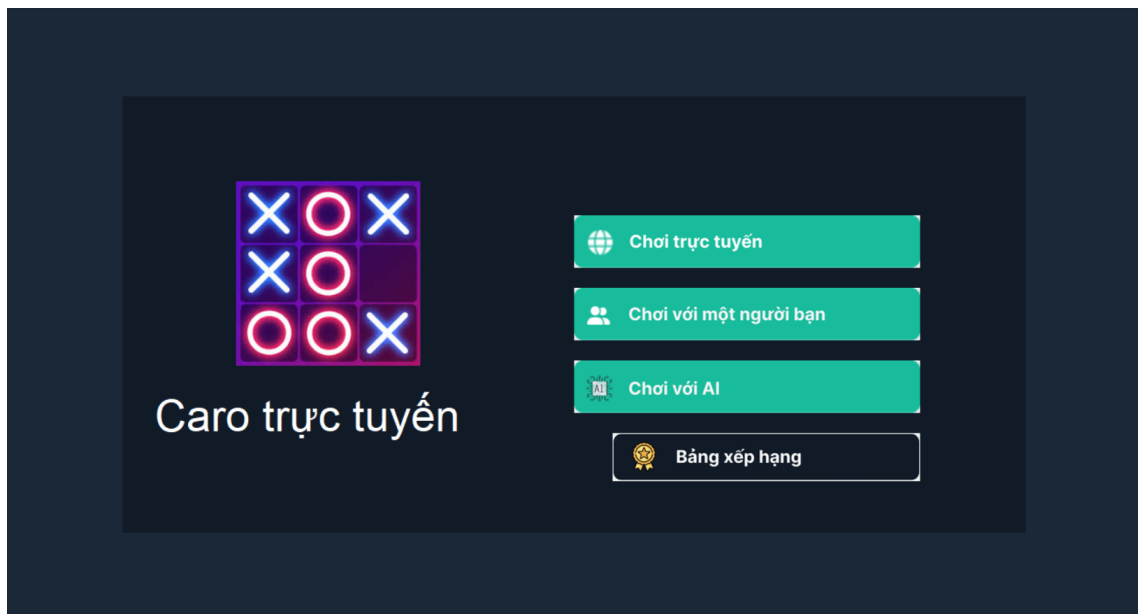 Caro trực tuyến
Chơi trực tuyến
Chơi với một người bạn
AI
Chơi với AI
Bảng xếp hạng